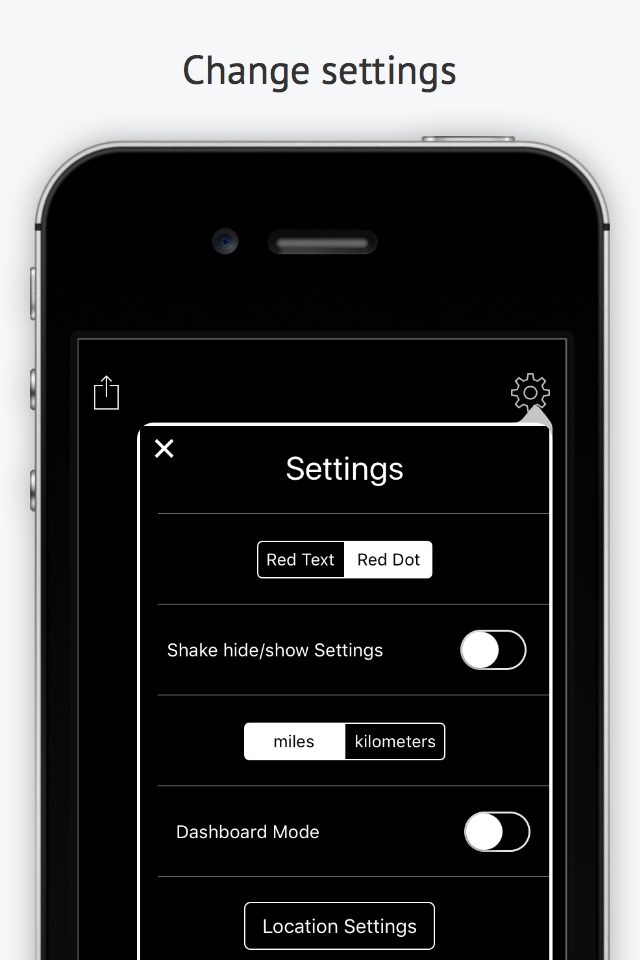 Change settings
Settings
Red Text Red Dot
Shake hide/show Settings
miles kilometers
Dashboard Mode
Location Settings